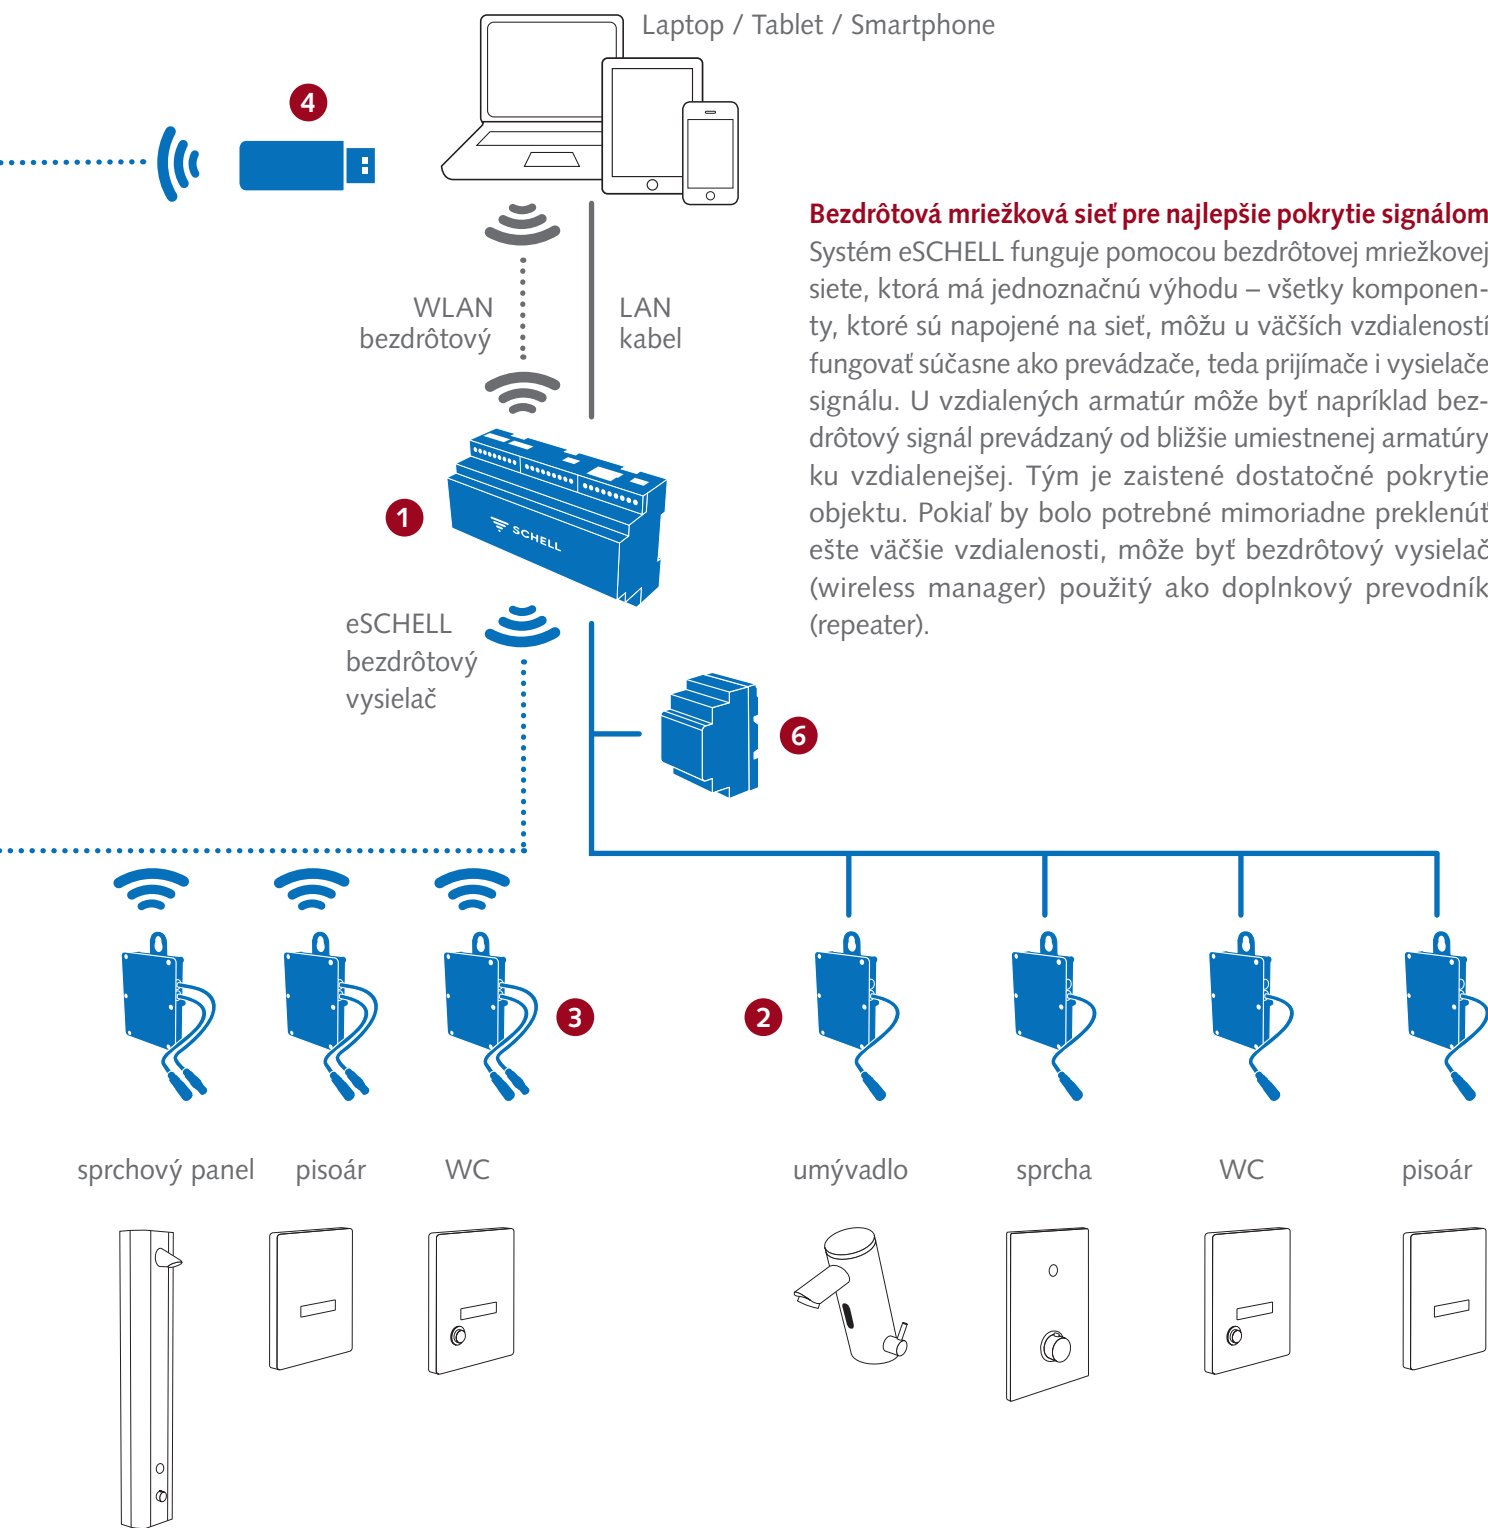 Laptop / Tablet / Smartphone
4
Bezdrôtová mriežková sieť pre najlepšie pokrytie signálom
Systém eSCHELL funguje pomocou bezdrôtovej mriežkovej
siete, ktorá má jednoznačnú výhodu – všetky komponen-
ty, ktoré sú napojené na sieť, môžu u väčších vzdialeností
fungovať súčasne ako prevádzače, teda prijímače i vysielače
signálu. U vzdialených armatúr môže byť napríklad bez-
drôtový signál prevádzaný od bližšie umiestnenej armatúry
ku vzdialenejšej. Tým je zaistené dostatočné pokrytie
objektu. Pokiaľ by bolo potrebné mimoriadne preklenúť
ešte väčšie vzdialenosti, môže byť bezdrôtový vysielač
(wireless manager) použitý ako doplnkový prevodník
(repeater).
WLAN
bezdrôtový
LAN
kabel
1
SCHELL
eSCHELL
bezdrôtový
vysielač
6
3
2
sprchový panel
pisoár
WC
umývadlo
sprcha
WC
pisoár